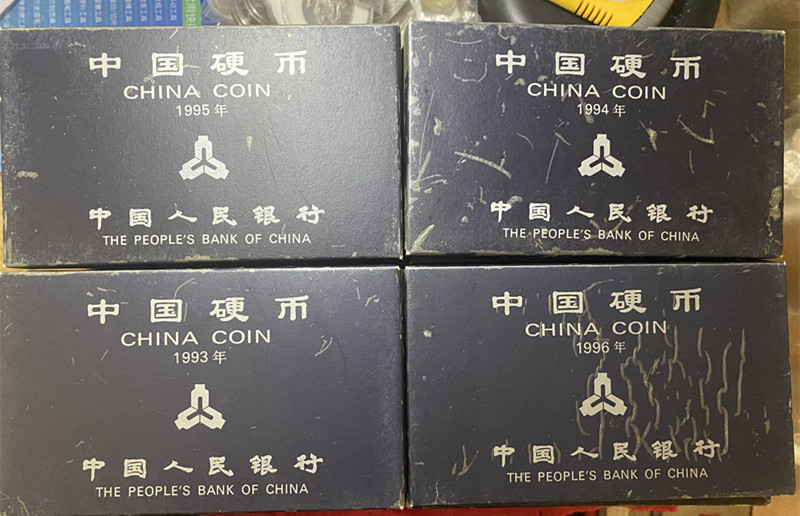 中国硬币
CHINA COIN
1995年
中国人民银行
THE PEOPLE'S BANK OF CHINA
中国硬币
CHINA COIN
1994年
中国人民银行
THE PEOPLE'S BANK OF CHINA
中国硬币
CHINA COIN
1993年
中国人民银行
THE PEOPLE'S BANK OF CHINA
中国硬币
CHINA COIN
1996年
中国人民银行
THE PEOPLE'S BANK OF CHINA